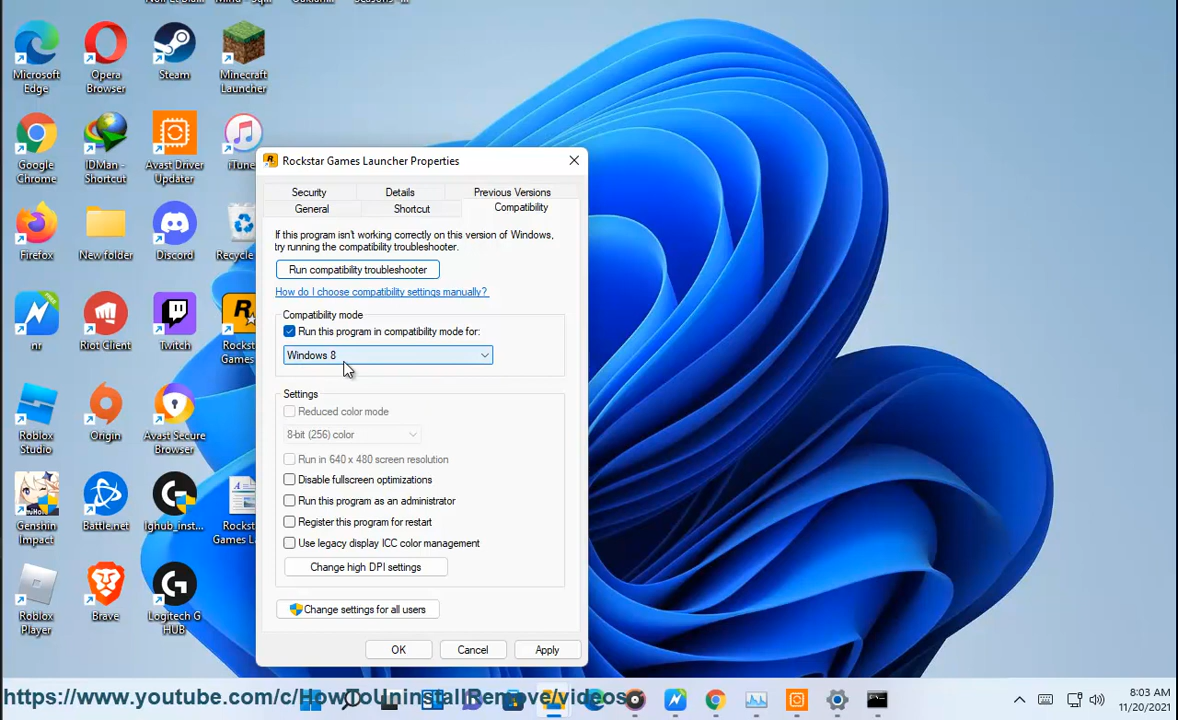 Microsoft
Edge
Opera
Browser
Steam
Minecraft
Launcher
Google
Chrome
IDMan -
Shortcut
Avast Driver
Updater
iTune
Firefox
New folder
Discord
Recycle
nr
Riot Client
Twitch
Rockst
Games
Roblox
Studio
Origin
Avast Secure
Browser
Genshin
Impact
Battle.net
lghub_inst...
Rockst
Games La
Roblox
Player
Brave
Logitech G
HUB
Rockstar Games Launcher Properties
Security
Details
Previous Versions
General
Shortcut
Compatibility
If this program isn't working correctly on this version of Windows,
try running the compatibility troubleshooter.
Run compatibility troubleshooter
How do I choose compatibility settings manually?
Compatibility mode
Run this program in compatibility mode for:
Windows 8
Settings
Reduced color mode
8-bit (256) color
Run in 640 x 480 screen resolution
Disable fullscreen optimizations
Run this program as an administrator
Register this program for restart
Use legacy display ICC color management
Change high DPI settings
Change settings for all users
OK
Cancel
Apply
https://www.youtube.com/c/HowToUninstallRemove/videos
8:03 AM
11/20/2021